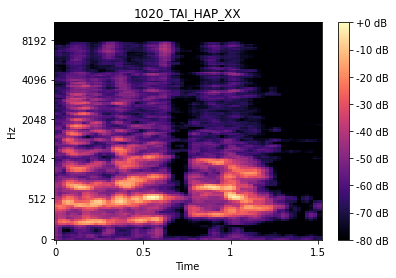 1020_TAI_HAP_XX
+0 dB
8192
-10 dB
4096
-20 dB
-30 dB
2048
Hz
-40 dB
1024
-50 dB
512
-60 dB
-70 dB
0
-80 dB
0
0.5
1
1.5
Time